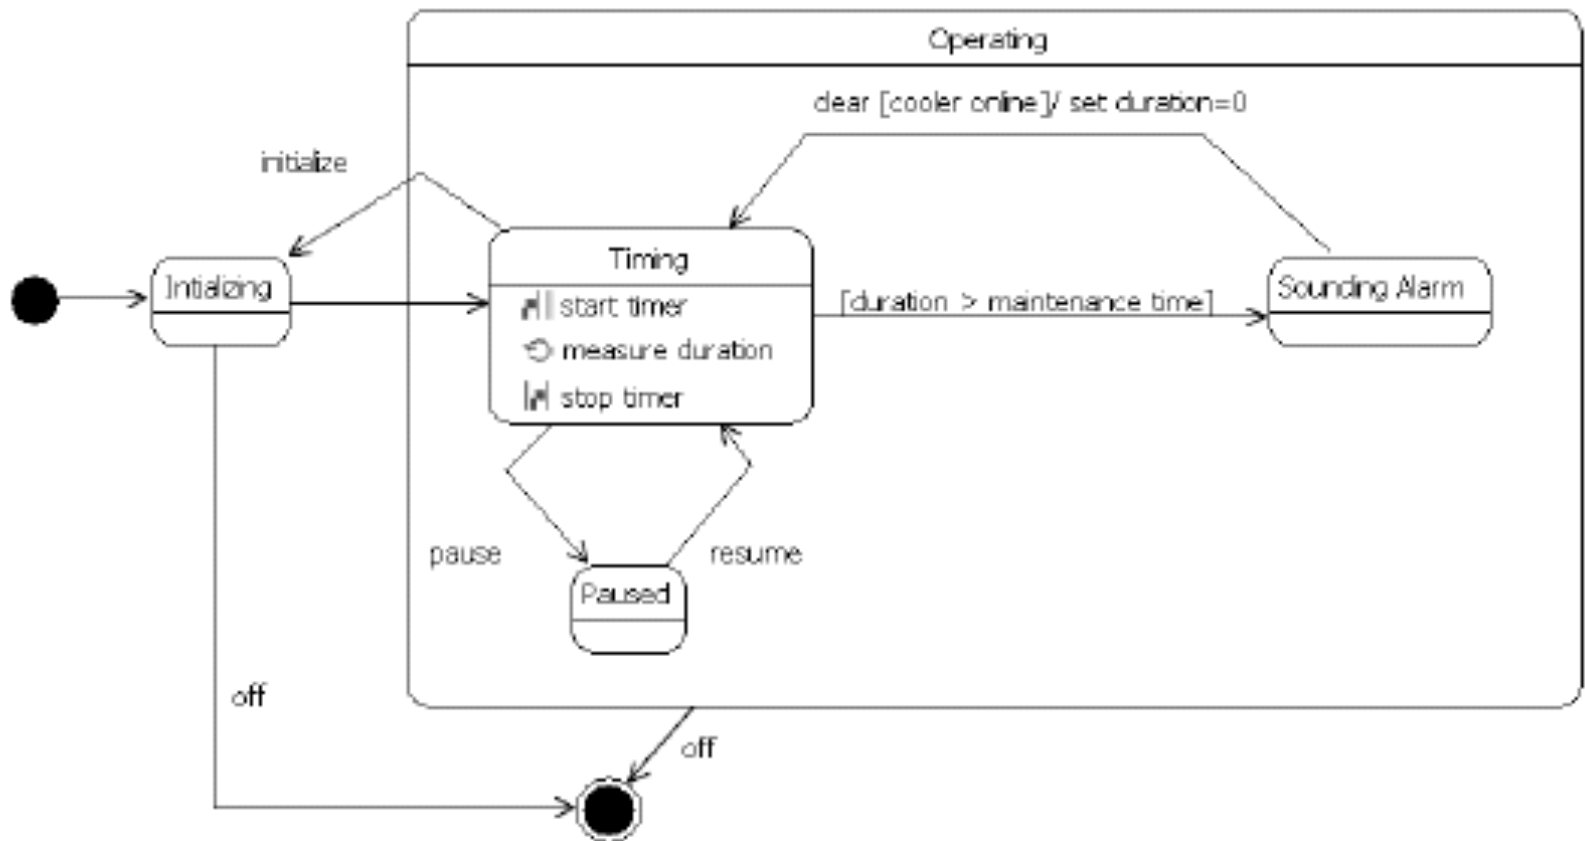 Operating
clear [cooler online]/ set duration=0
initialize
Timing
Intializing
Sounding Alarm
start timer
[duration > maintenance time]
measure duration
stop timer
pause
resume
Paused
off
off